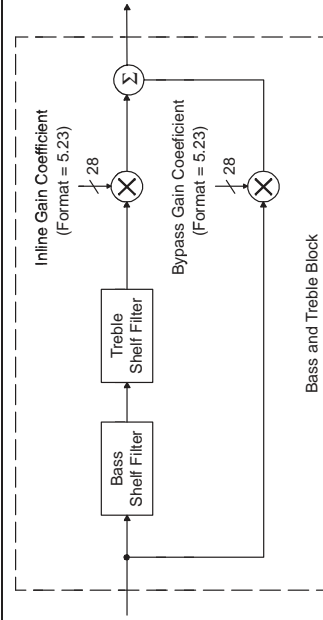 Bass
Shelf Filter
Treble
Shelf Filter
Inline Gain Coefficient
(Format = 5.23)
28
Σ
Bypass Gain Coeeficient
(Format = 5.23)
28
Bass and Treble Block